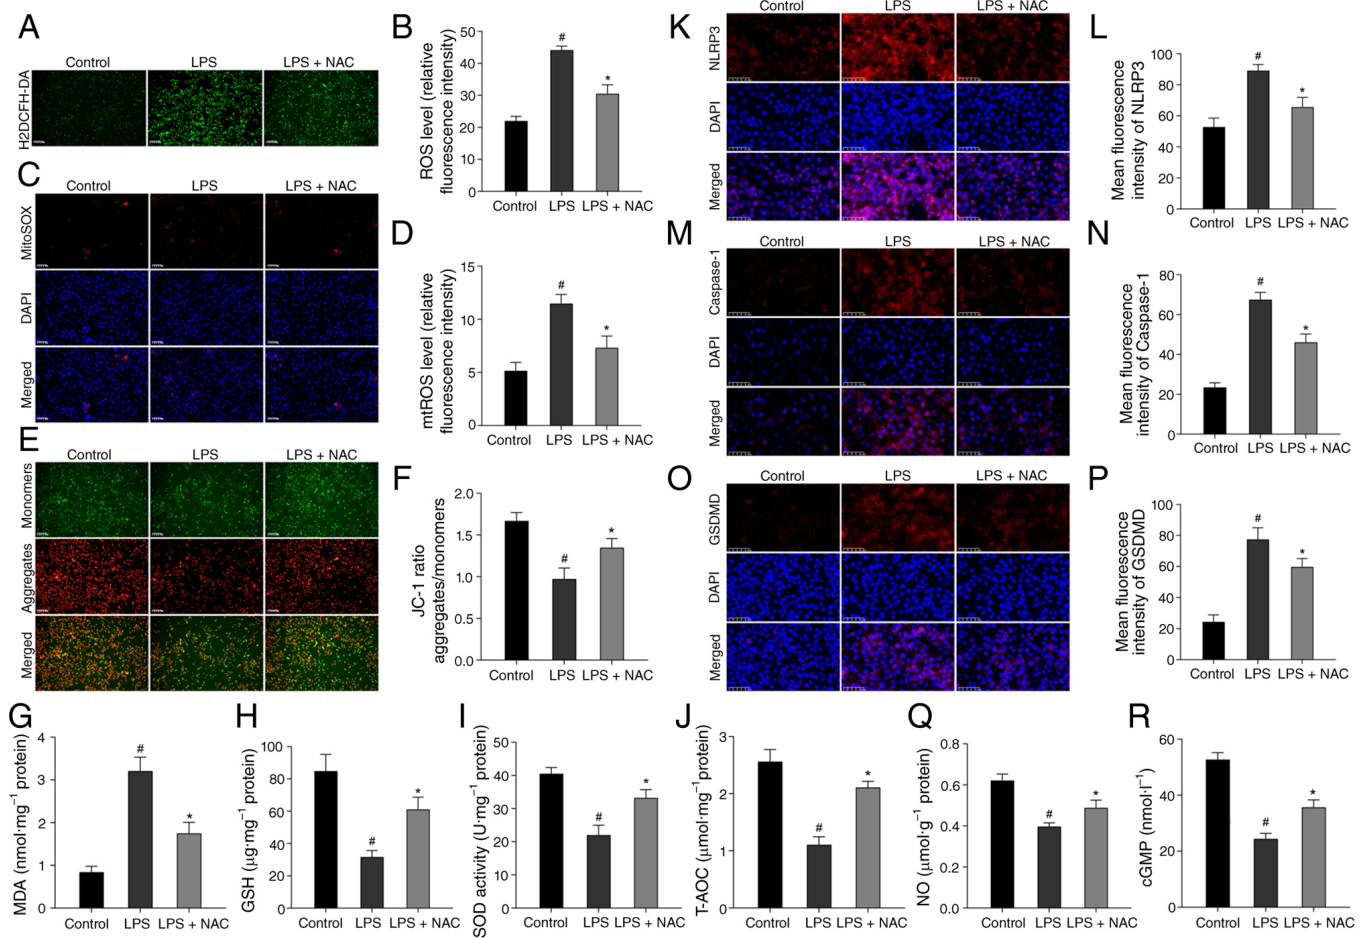 A
Control LPS LPS + NAC
H2DCFH-DA
B
ROS level (relative
fluorescence intensity)
50
40
30
20
10
0
#
*
Control LPS LPS + NAC
C
Control LPS LPS + NAC
MitoSOX
DAPI
Merged
D
mtROS level (relative
fluorescence intensity)
15
10
5
0
#
*
Control LPS LPS + NAC
E
Control LPS LPS + NAC
Monomers
Aggregates
Merged
F
JC-1 ratio
aggregates/monomers
2.0
1.5
1.0
0.5
0.0
#
*
Control LPS LPS + NAC
K
Control LPS LPS + NAC
NLRP3
DAPI
Merged
L
Mean fluorescence
intensity of NLRP3
100
80
60
40
20
0
#
*
Control LPS LPS + NAC
M
Control LPS LPS + NAC
Caspase-1
DAPI
Merged
N
Mean fluorescence
intensity of Caspase-1
80
60
40
20
0
#
*
Control LPS LPS + NAC
O
Control LPS LPS + NAC
GSDMD
DAPI
Merged
P
Mean fluorescence
intensity of GSDMD
100
80
60
40
20
0
#
*
Control LPS LPS + NAC
G
MDA (nmol·mg⁻¹ protein)
4
3
2
1
0
#
*
Control LPS LPS + NAC
H
GSH (µg·mg⁻¹ protein)
100
80
60
40
20
0
#
*
Control LPS LPS + NAC
I
SOD activity (U·mg⁻¹ protein)
50
40
30
20
10
0
#
*
Control LPS LPS + NAC
J
T-AOC (µmol·mg⁻¹ protein)
3
2
1
0
#
*
Control LPS LPS + NAC
Q
NO (µmol·g⁻¹ protein)
0.8
0.6
0.4
0.2
0.0
#
*
Control LPS LPS + NAC
R
cGMP (nmol·l⁻¹)
60
40
20
0
#
*
Control LPS LPS + NAC